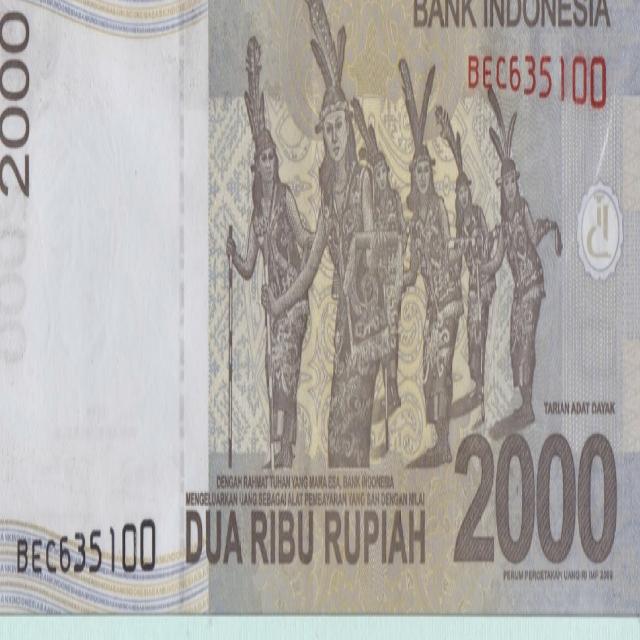 BANK INDONESIA
BEC635100
2000
TARIAN ADAT DAYAK
2000
DENGAN RAHMAT TUHAN YANG MAHA ESA, BANK INDONESIA
MENGELUARKAN UANG SEBAGAI ALAT PEMBAYARAN YANG SAH DENGAN NILAI
DUA RIBU RUPIAH
BEC635100
PERUM PERCETAKAN UANG RI IMP 2009